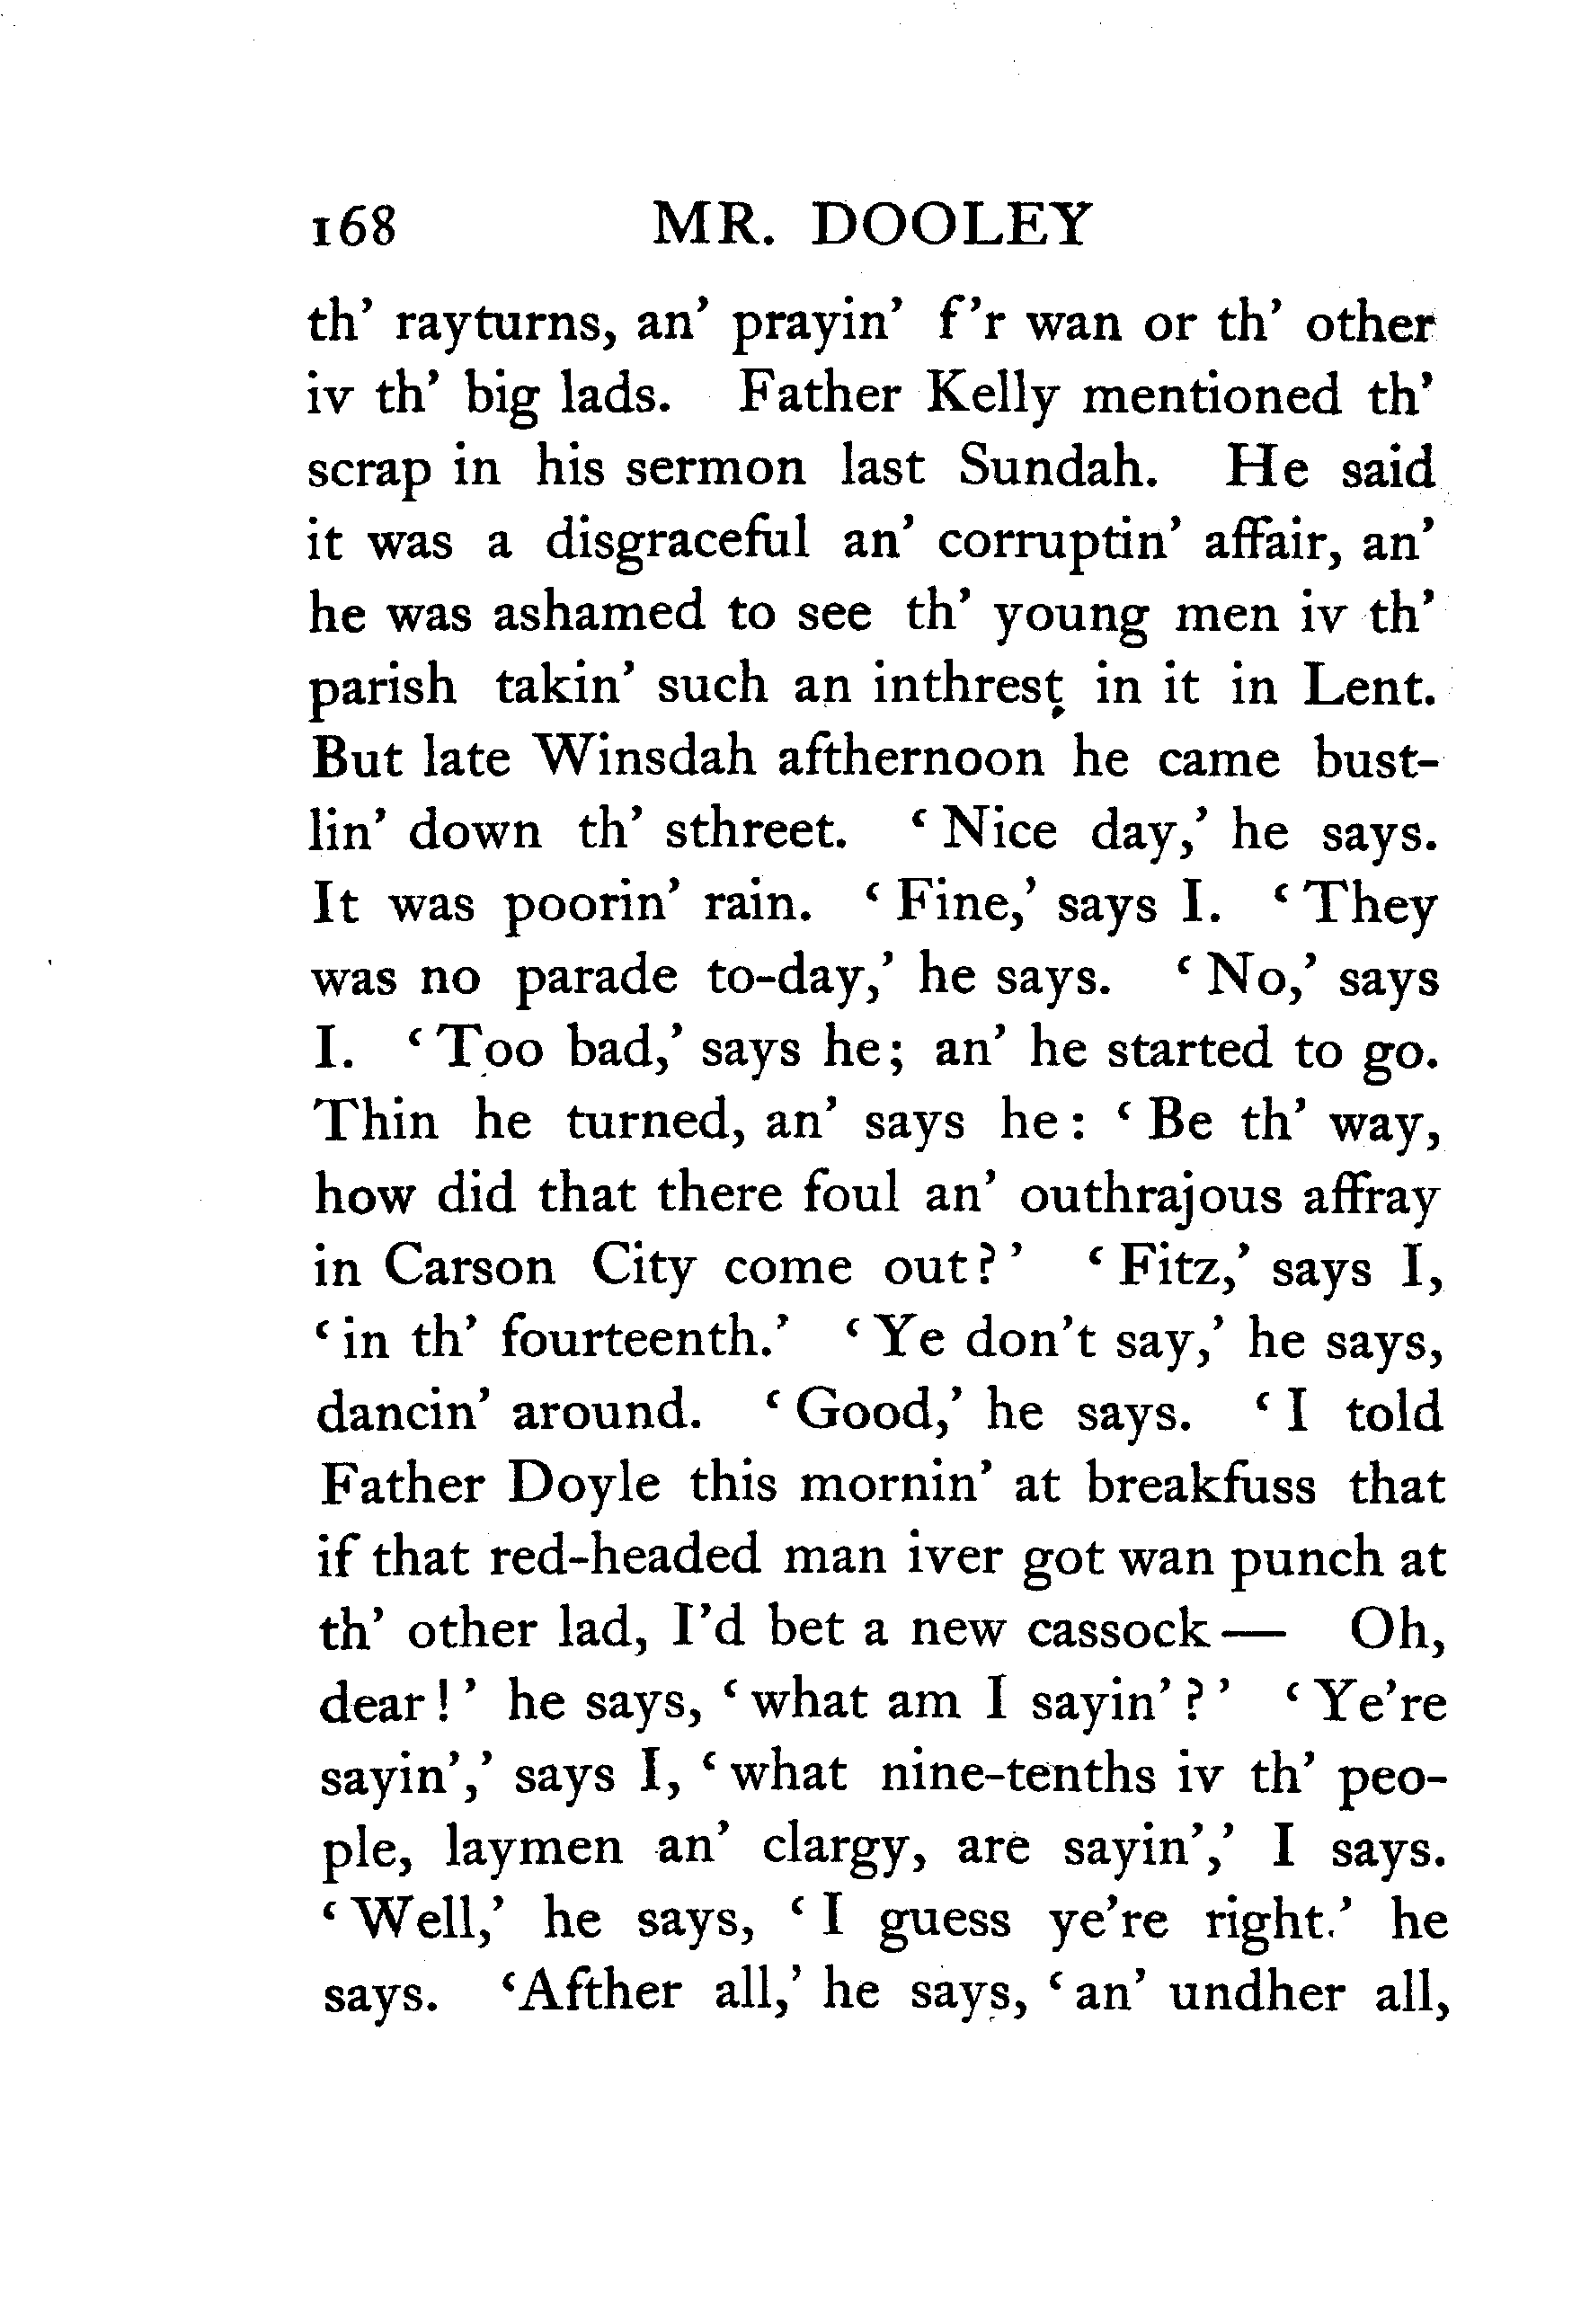 168 MR. DOOLEY
th' rayturns, an' prayin' f'r wan or th' other
iv th' big lads. Father Kelly mentioned th'
scrap in his sermon last Sundah. He said
it was a disgraceful an' corruptin' affair, an'
he was ashamed to see th' young men iv th'
parish takin' such an inthrest in it in Lent.
But late Winsdah afthernoon he came bust-
lin' down th' sthreet. ‘Nice day,’ he says.
It was poorin' rain. ‘Fine,’ says I. ‘They
was no parade to-day,’ he says. ‘No,’ says
I. ‘Too bad,’ says he; an' he started to go.
Thin he turned, an' says he: ‘Be th' way,
how did that there foul an' outhrajous affray
in Carson City come out?’ ‘Fitz,’ says I,
‘in th' fourteenth.’ ‘Ye don't say,’ he says,
dancin' around. ‘Good,’ he says. ‘I told
Father Doyle this mornin' at breakfuss that
if that red-headed man iver got wan punch at
th' other lad, I'd bet a new cassock— Oh,
dear!’ he says, ‘what am I sayin'?’ ‘Ye're
sayin',’ says I, ‘what nine-tenths iv th' peo-
ple, laymen an' clargy, are sayin',’ I says.
‘Well,’ he says, ‘I guess ye're right.’ he
says. ‘Afther all,’ he says, ‘an' undher all,